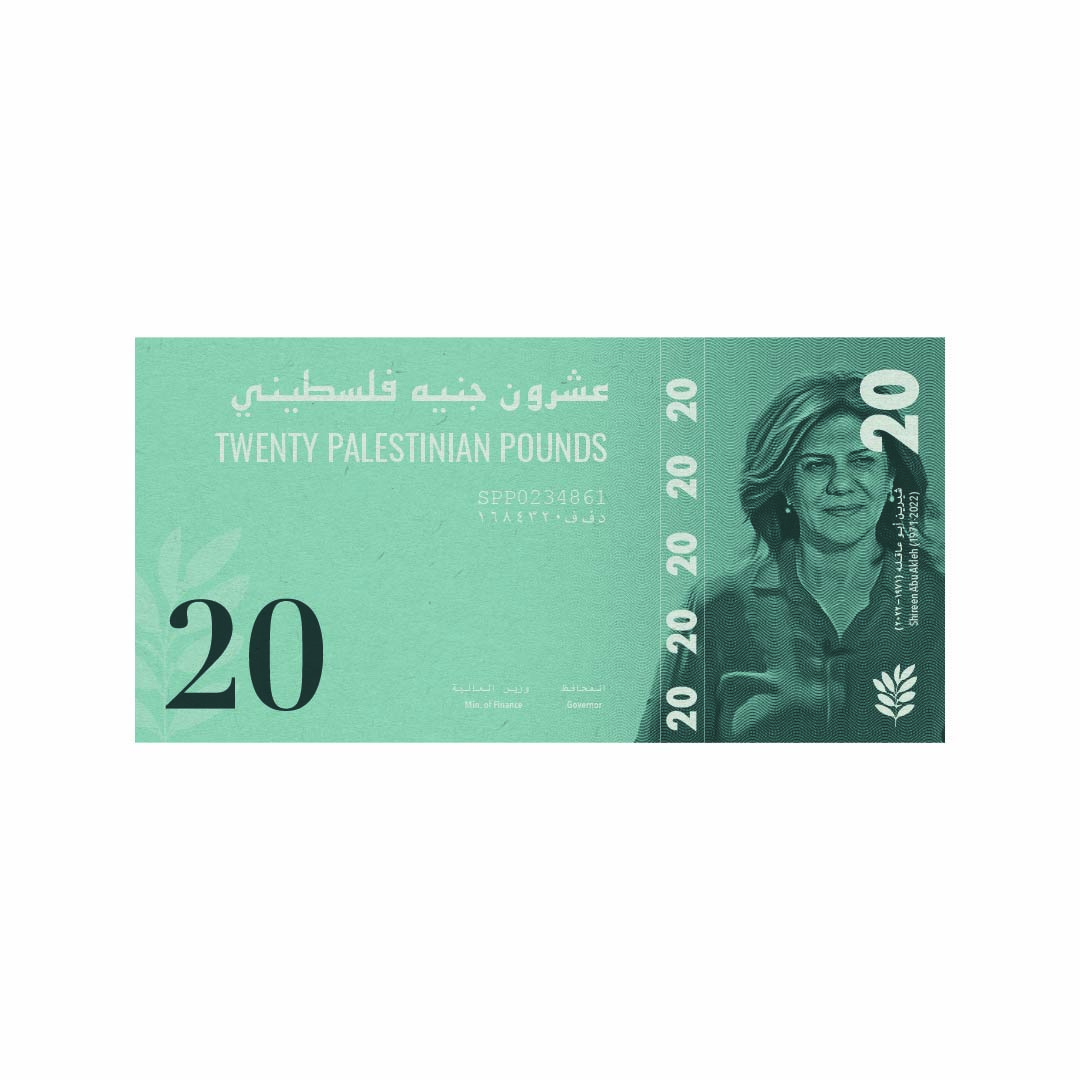 عشرون جنيه فلسطيني
TWENTY PALESTINIAN POUNDS
SPP0234861
دفف٠٢٣٤٨٦١
20
وزير المالية
Min. of Finance
المحافظ
Governor
20
20
20
20
20
20
شيرين أبو عاقله (١٩٧١-٢٠٢٢)
Shireen Abu Akleh (1971-2022)